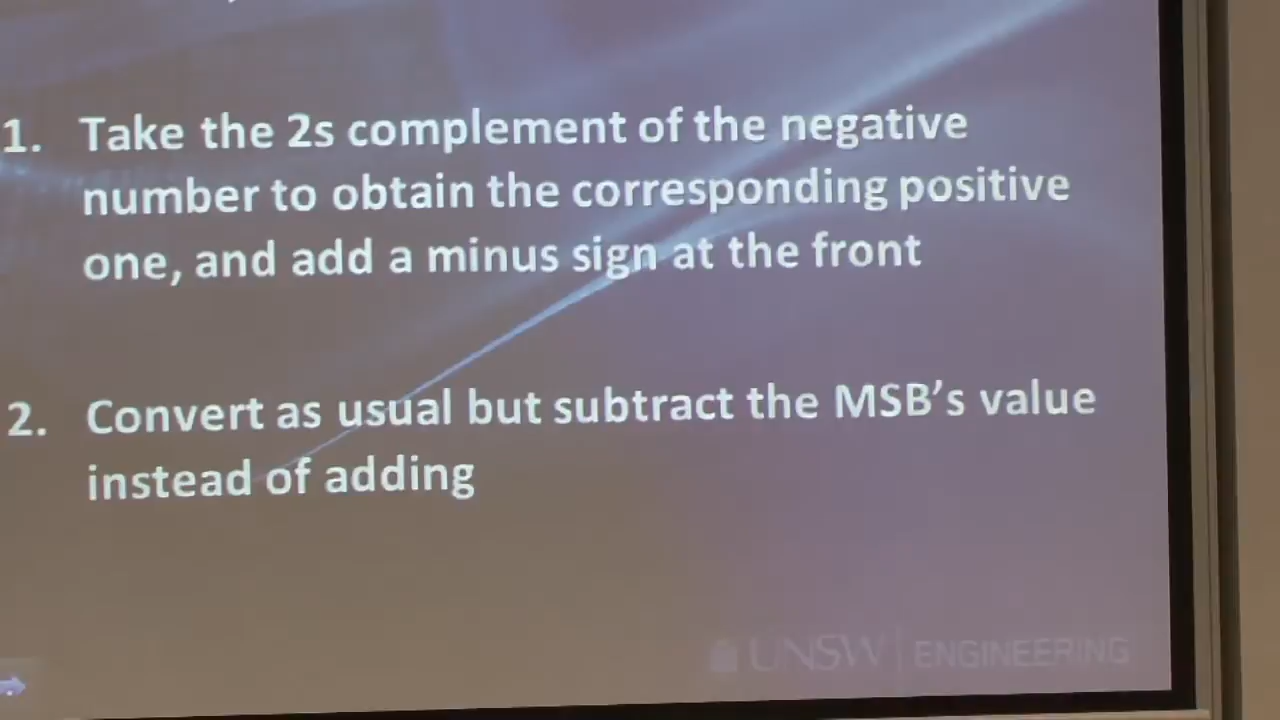 1. Take the 2s complement of the negative
number to obtain the corresponding positive
one, and add a minus sign at the front
2. Convert as usual but subtract the MSB's value
instead of adding
UNSW ENGINEERING